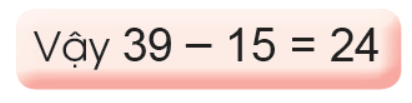 Vậy 39 – 15 = 24